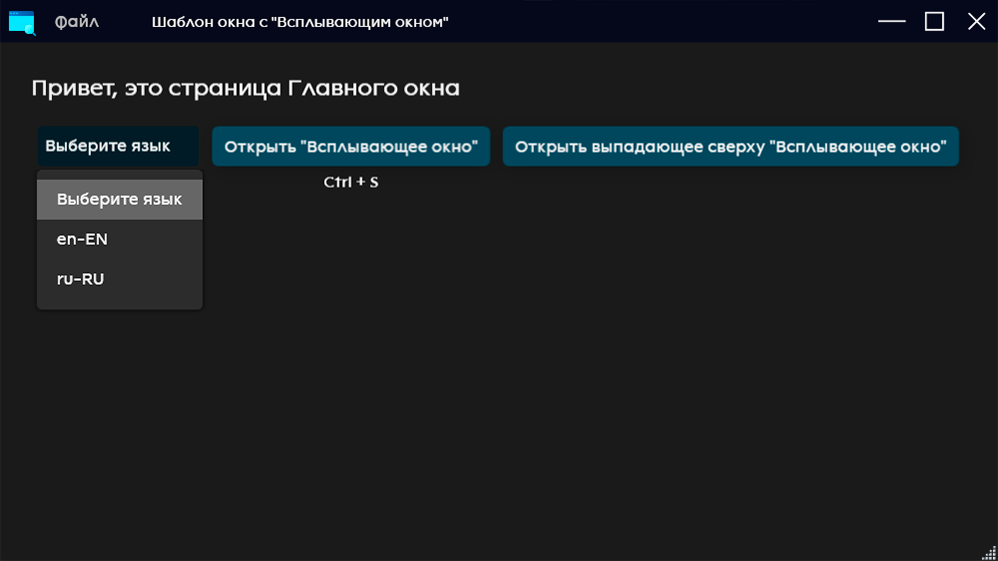 Файл
Шаблон окна с "Всплывающим окном"
Привет, это страница Главного окна
Выберите язык
Открыть "Всплывающее окно"
Открыть выпадающее сверху "Всплывающее окно"
Ctrl + S
Выберите язык
en-EN
ru-RU